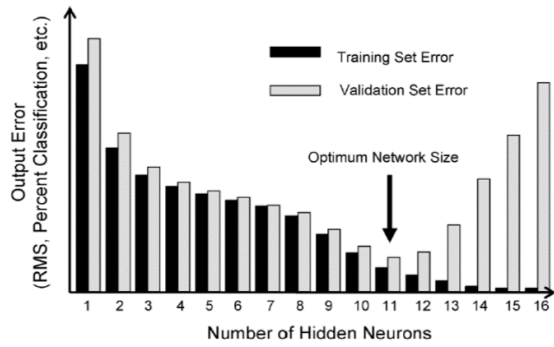 Output Error
(RMS, Percent Classification, etc.)
Training Set Error
Validation Set Error
Optimum Network Size
1 2 3 4 5 6 7 8 9 10 11 12 13 14 15 16
Number of Hidden Neurons